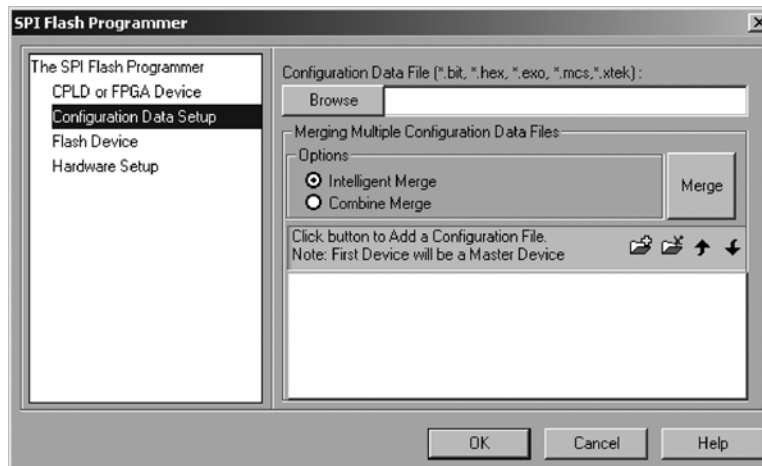 SPI Flash Programmer
The SPI Flash Programmer
CPLD or FPGA Device
Configuration Data Setup
Flash Device
Hardware Setup
Configuration Data File (*.bit, *.hex, *.exo, *.mcs,*.xtek) :
Browse
Merging Multiple Configuration Data Files
Options
Intelligent Merge
Combine Merge
Merge
Click button to Add a Configuration File.
Note: First Device will be a Master Device
OK
Cancel
Help